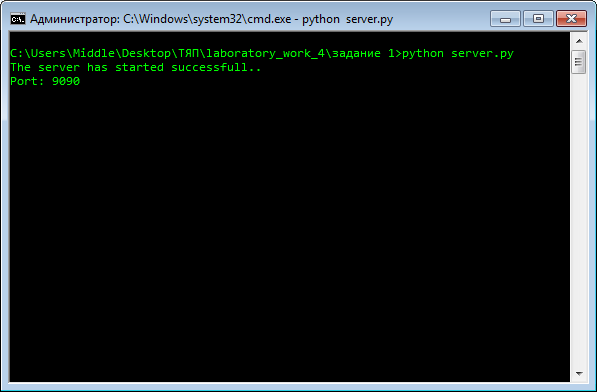 Администратор: C:\Windows\system32\cmd.exe - python  server.py
C:\Users\Middle\Desktop\ТЯП\laboratory_work_4\задание 1>python server.py
The server has started successfull..
Port: 9090